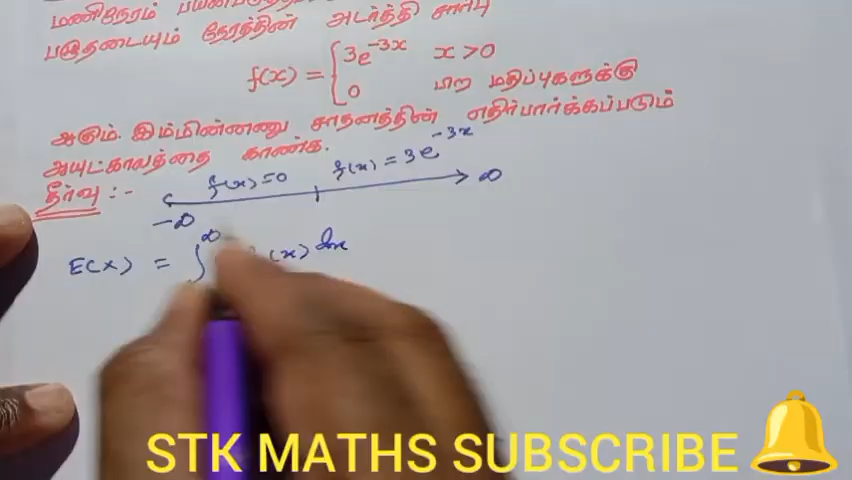 மணிநேரம்
பழுதடையும் நேரத்தின் அடர்த்தி சார்பு
f(x) = { 3e^{-3x} x > 0
0 பிற மதிப்புகளுக்கு
ஆகும். இம்மின்னணு சாதனத்தின் எதிர்பார்க்கப்படும்
ஆயுட்காலத்தை காண்க.
தீர்வு :-
f(x) = 0 f(x) = 3e^{-3x}
-∞ ∞
E(x) = ∫ ∞ (x) dx
STK MATHS SUBSCRIBE